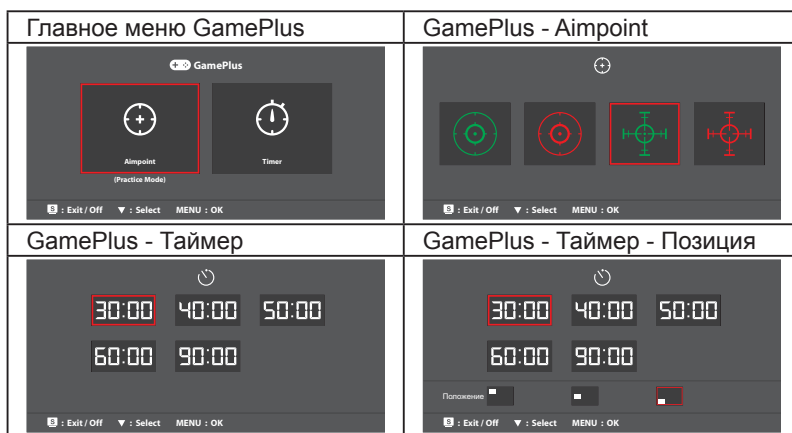 Главное меню GamePlus
GamePlus - Aimpoint
GamePlus
Aimpoint
Timer
(Practice Mode)
S : Exit / Off ▼ : Select MENU : OK
S : Exit / Off ▼ : Select MENU : OK
GamePlus - Таймер
GamePlus - Таймер - Позиция
30:00 40:00 50:00
60:00 90:00
S : Exit / Off ▼ : Select MENU : OK
30:00 40:00 50:00
60:00 90:00
Положение
S : Exit / Off ▼ : Select MENU : OK